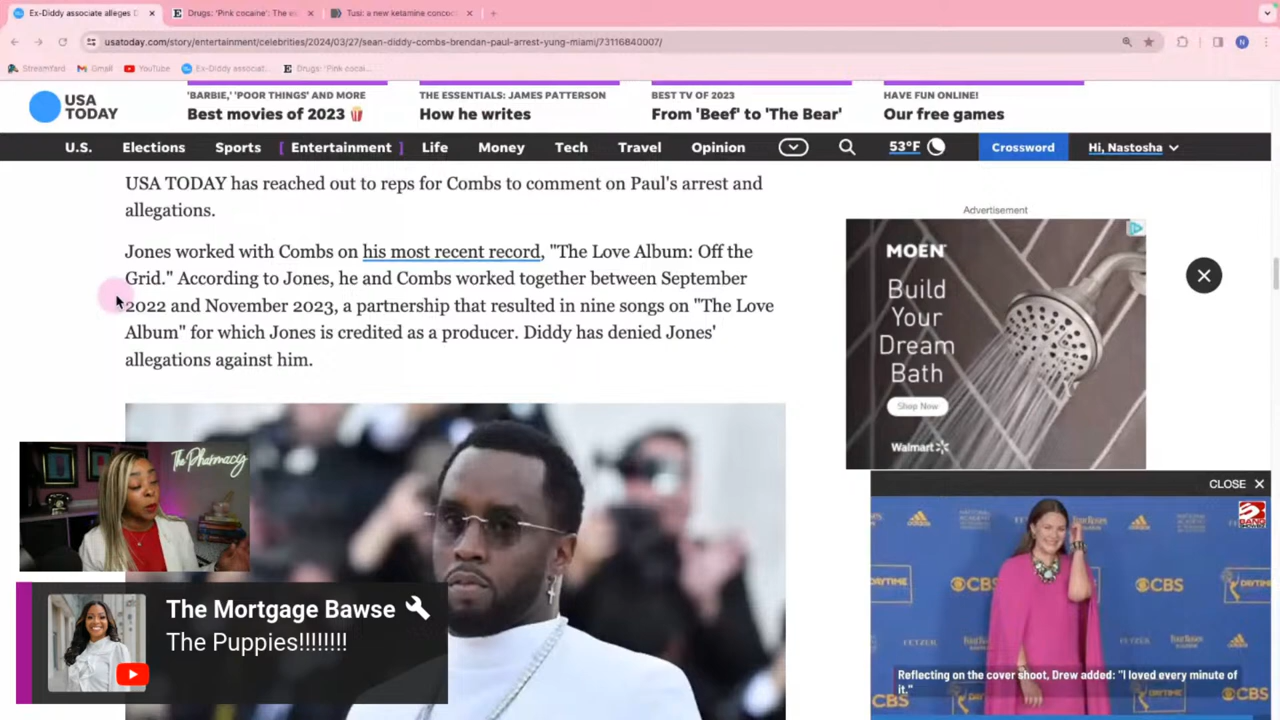 Ex-Diddy associate alleges D
Drugs: 'Pink cocaine': The es
Tusi: a new ketamine concoc
usatoday.com/story/entertainment/celebrities/2024/03/27/sean-diddy-combs-brendan-paul-arrest-yung-miami/73116840007/
N
Streamyard
Gmail
YouTube
Ex-Diddy associat...
Drugs: 'Pink cocai...
USA
TODAY
'BARBIE,' 'POOR THINGS' AND MORE
Best movies of 2023
THE ESSENTIALS: JAMES PATTERSON
How he writes
BEST TV OF 2023
From 'Beef' to 'The Bear'
HAVE FUN ONLINE!
Our free games
U.S. Elections Sports [ Entertainment ] Life Money Tech Travel Opinion 53°F Crossword Hi, Nastosha
USA TODAY has reached out to reps for Combs to comment on Paul's arrest and
allegations.
Jones worked with Combs on his most recent record, "The Love Album: Off the
Grid." According to Jones, he and Combs worked together between September
2022 and November 2023, a partnership that resulted in nine songs on "The Love
Album" for which Jones is credited as a producer. Diddy has denied Jones'
allegations against him.
Advertisement
MOEN
Build
Your
Dream
Bath
Shop Now
Walmart
The Pharmacy
The Mortgage Bawse
The Puppies!!!!!!!!
CLOSE
DAYTIME
CBS
CBS
CBS
CBS
Reflecting on the cover shoot, Drew added: "I loved every minute of
it."